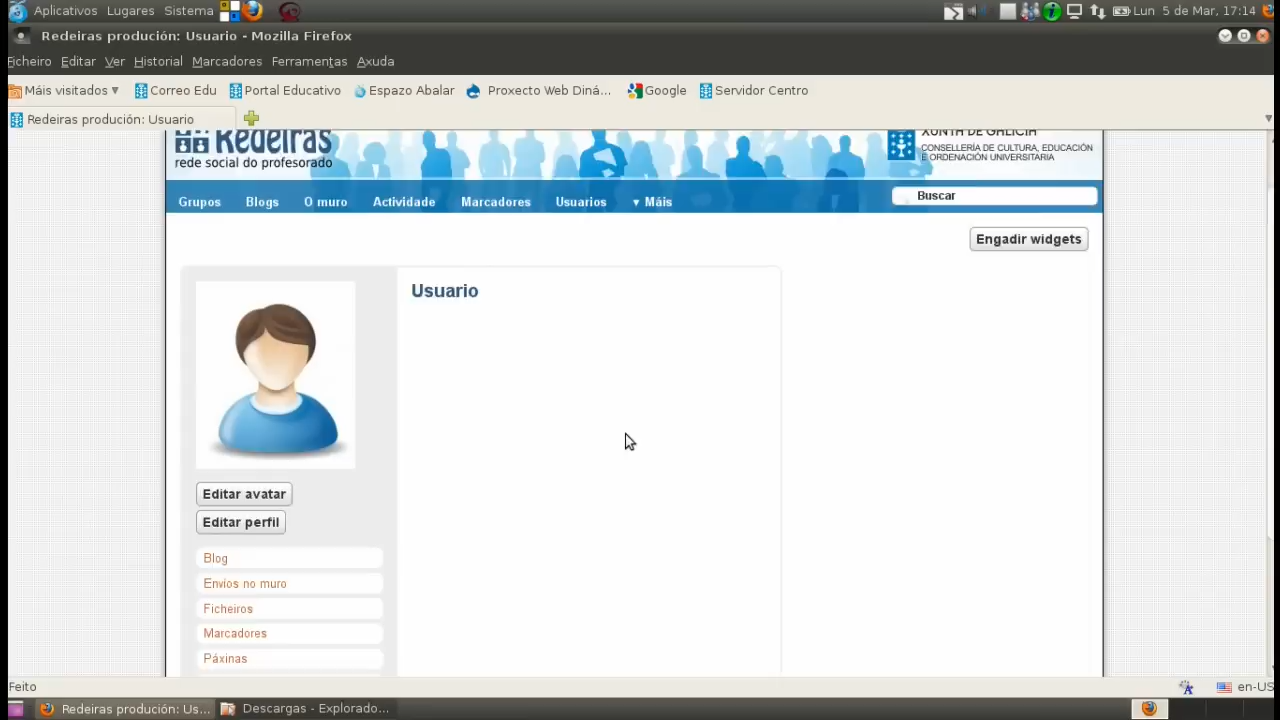 Aplicativos Lugares Sistema Lun 5 de Mar, 17:14
Redeiras produción: Usuario - Mozilla Firefox
Ficheiro Editar Ver Historial Marcadores Ferramentas Axuda
Máis visitados Correo Edu Portal Educativo Espazo Abalar Proxecto Web Diná... Google Servidor Centro
Redeiras produción: Usuario
Redeiras
rede social do profesorado
XUNTA DE GALICIA
CONSELLERÍA DE CULTURA, EDUCACIÓN
E ORDENACIÓN UNIVERSITARIA
Grupos Blogs O muro Actividade Marcadores Usuarios ▾ Máis Buscar
Engadir widgets
Usuario
Editar avatar
Editar perfil
Blog
Envíos no muro
Ficheiros
Marcadores
Páxinas
Feito en-US
Redeiras produción: Us... Descargas - Explorado...